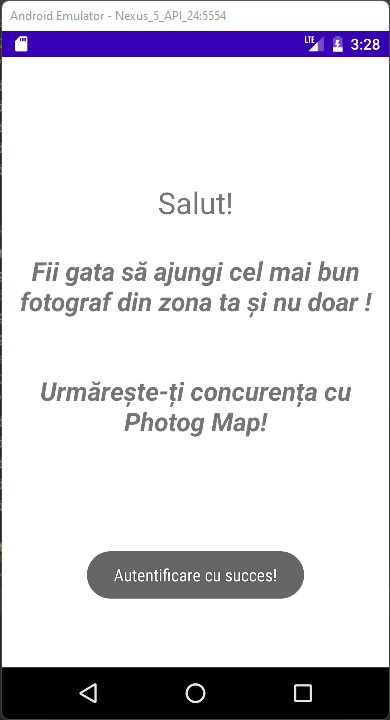 Android Emulator - Nexus_5_API_24:5554
LTE 3:28
Salut!
Fii gata să ajungi cel mai bun
fotograf din zona ta și nu doar !
Urmărește-ți concurența cu
Photog Map!
Autentificare cu succes!